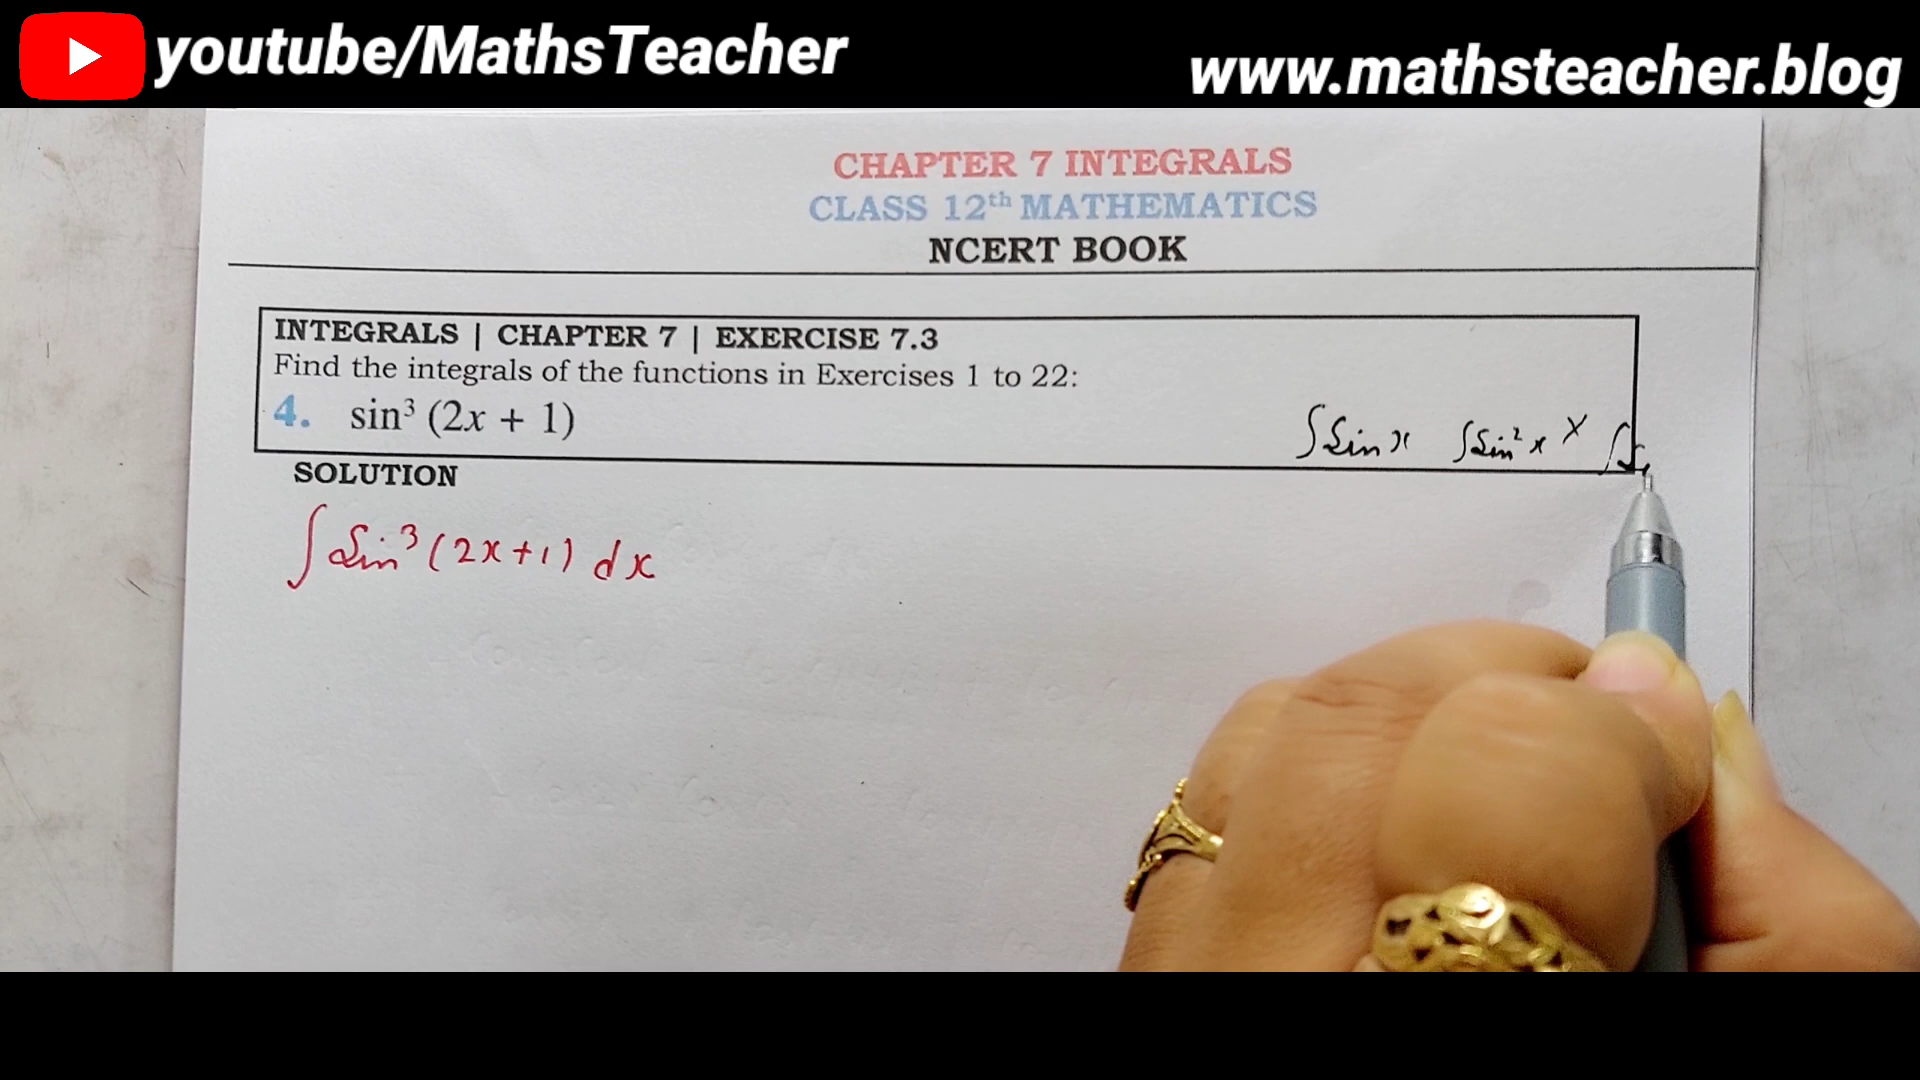 youtube/MathsTeacher
www.mathsteacher.blog
CHAPTER 7 INTEGRALS
CLASS 12th MATHEMATICS
NCERT BOOK
INTEGRALS | CHAPTER 7 | EXERCISE 7.3
Find the integrals of the functions in Exercises 1 to 22:
4. sin³ (2x + 1)
∫Sin x ∫Sin²x × ∫
SOLUTION
∫ Sin³ (2x+1) dx